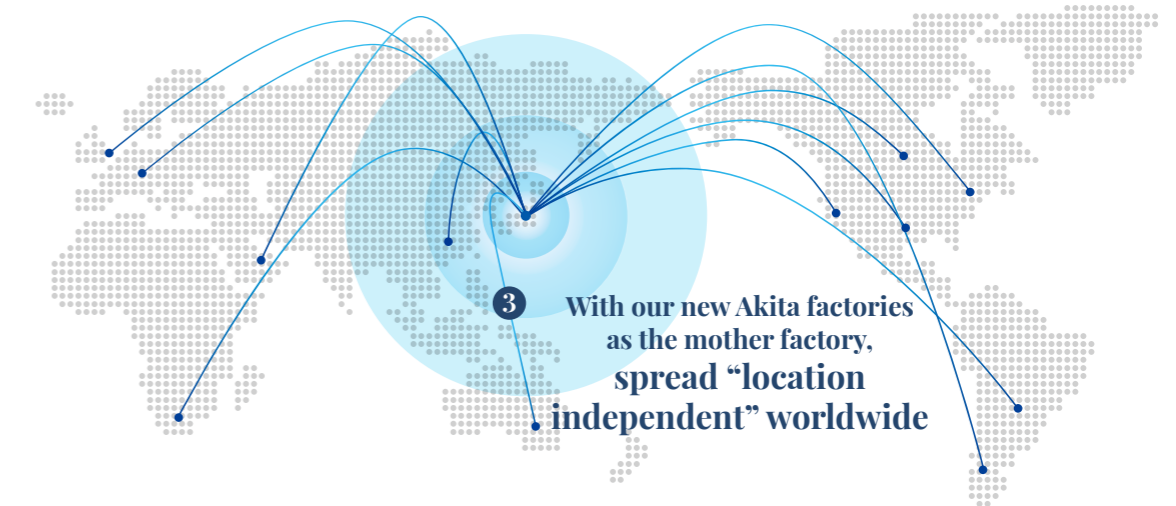 3
With our new Akita factories
as the mother factory,
spread “location
independent” worldwide